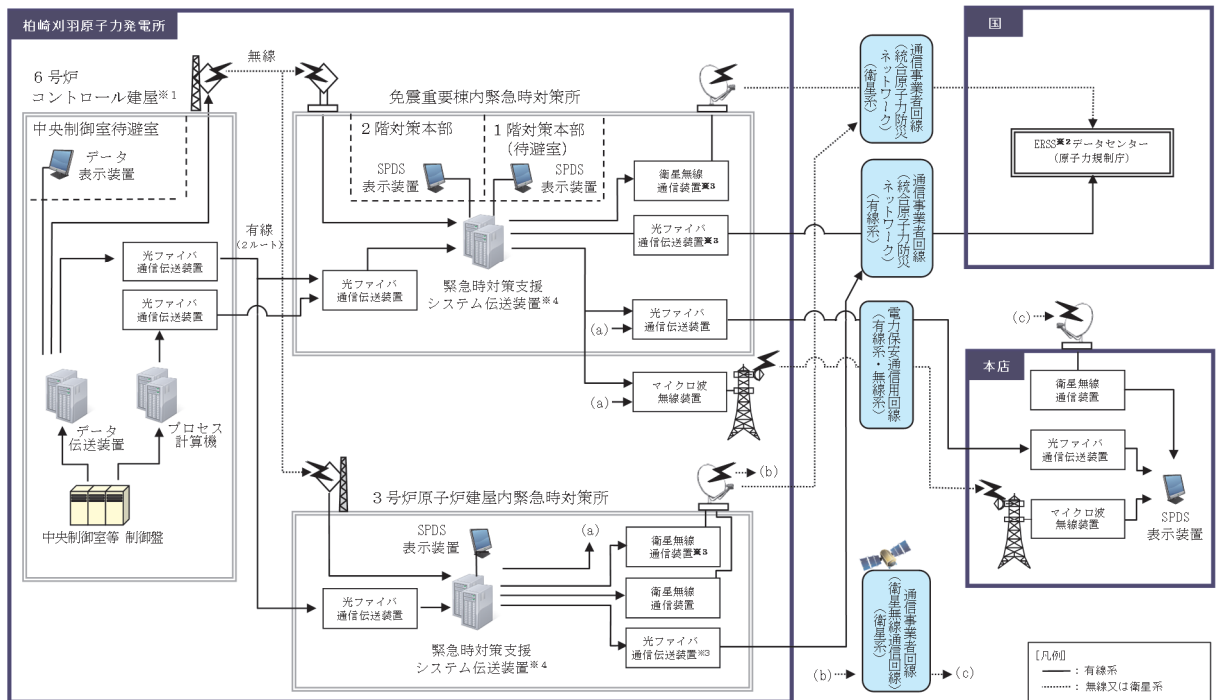 柏崎刈羽原子力発電所
6号炉
コントロール建屋※1
中央制御室待避室
データ
表示装置
無線
有線
(2ルート)
光ファイバ
通信伝送装置
光ファイバ
通信伝送装置
データ
伝送装置
プロセス
計算機
中央制御室等 制御盤
免震重要棟内緊急時対策所
2階対策本部
1階対策本部
(待避室)
SPDS
表示装置
SPDS
表示装置
光ファイバ
通信伝送装置
緊急時対策支援
システム伝送装置※4
衛星無線
通信装置※3
光ファイバ
通信伝送装置※3
光ファイバ
通信伝送装置
(a)
マイクロ波
無線装置
(a)
3号炉原子炉建屋内緊急時対策所
SPDS
表示装置
光ファイバ
通信伝送装置
緊急時対策支援
システム伝送装置※4
(a)
衛星無線
通信装置※3
衛星無線
通信装置
光ファイバ
通信伝送装置※3
(b)
通信事業者回線
(統合原子力防災
ネットワーク)
(衛星系)
通信事業者回線
(統合原子力防災
ネットワーク)
(有線系)
電力保安通信用回線
(有線系・無線系)
通信事業者回線
(衛星無線通信回線)
(衛星系)
(b)
(c)
国
ERSS※2データセンター
(原子力規制庁)
(c)
本店
衛星無線
通信装置
光ファイバ
通信伝送装置
マイクロ波
無線装置
SPDS
表示装置
[凡例]
:有線系
:無線又は衛星系